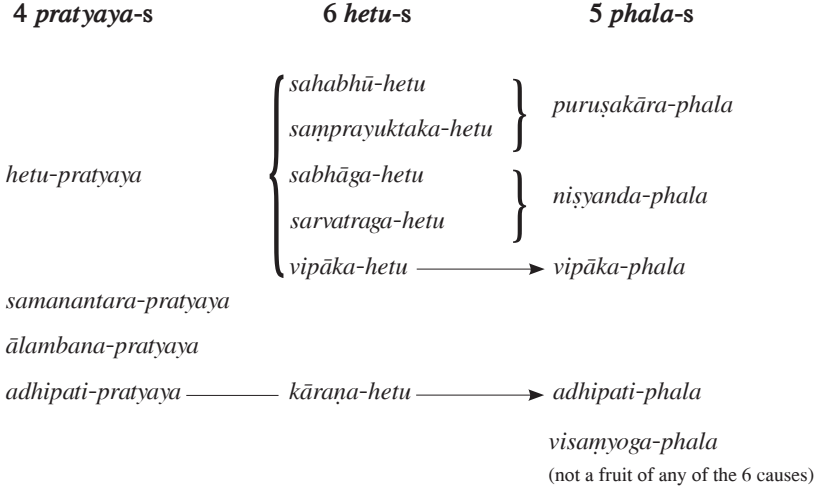 4 pratyaya-s 6 hetu-s 5 phala-s
sahabhū-hetu
puruṣakāra-phala
saṃprayuktaka-hetu
hetu-pratyaya sabhāga-hetu
niṣyanda-phala
sarvatraga-hetu
vipāka-hetu vipāka-phala
samanantara-pratyaya
ālambana-pratyaya
adhipati-pratyaya kāraṇa-hetu adhipati-phala
visaṃyoga-phala
(not a fruit of any of the 6 causes)